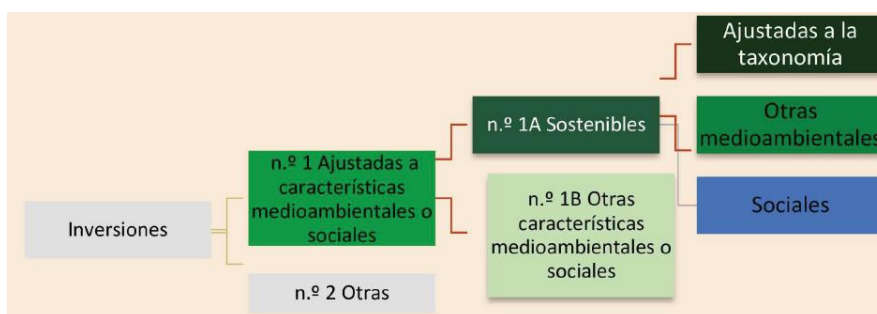 Inversiones
n.º 1 Ajustadas a
características
medioambientales o
sociales
n.º 2 Otras
n.º 1A Sostenibles
n.º 1B Otras
características
medioambientales o
sociales
Ajustadas a la
taxonomía
Otras
medioambientales
Sociales